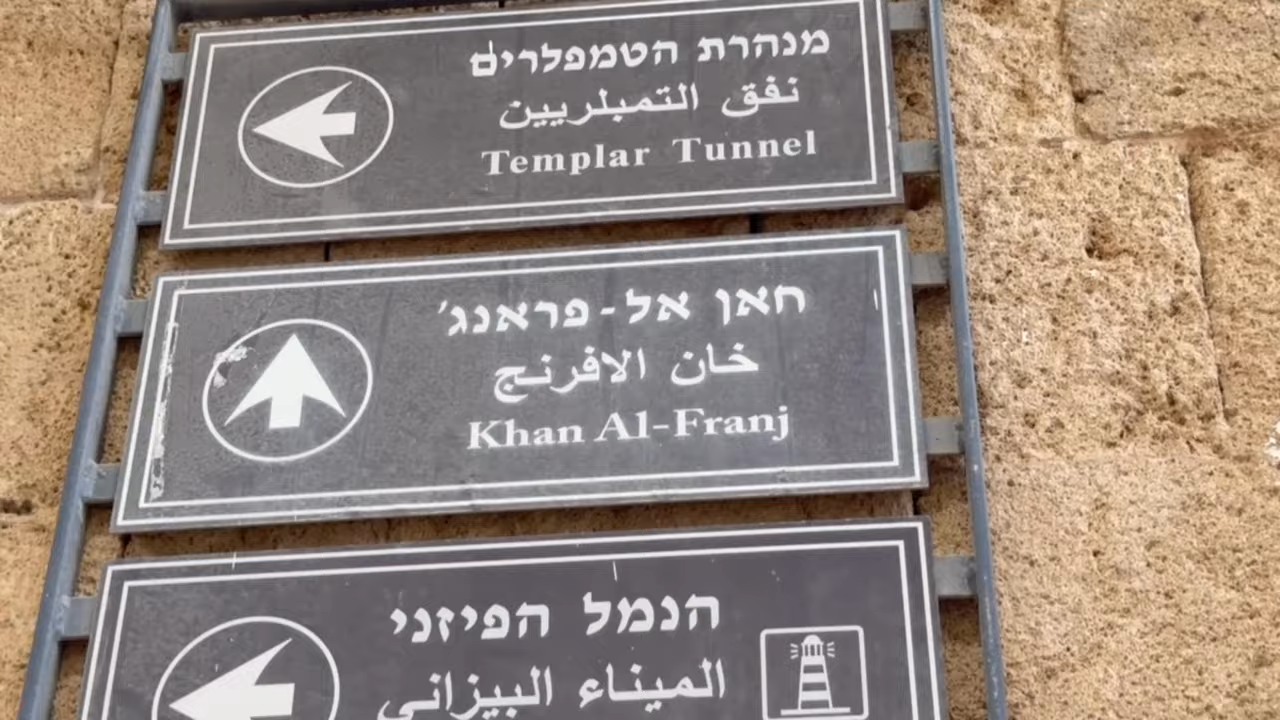 מנהרת הטמפלרים
نفق التمبلريين
Templar Tunnel
חאן אל-פראנג'
خان الافرنج
Khan Al-Franj
הנמל הפיזני
الميناء البيزاني